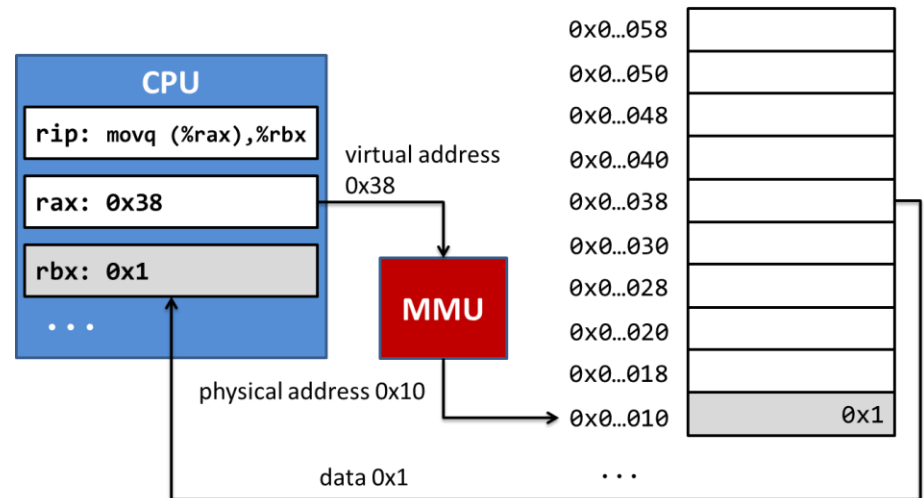 CPU
rip: movq (%rax),%rbx
rax: 0x38
rbx: 0x1
...
virtual address
0x38
MMU
physical address 0x10
data 0x1
0x0…058
0x0…050
0x0…048
0x0…040
0x0…038
0x0…030
0x0…028
0x0…020
0x0…018
0x0…010
0x1
...